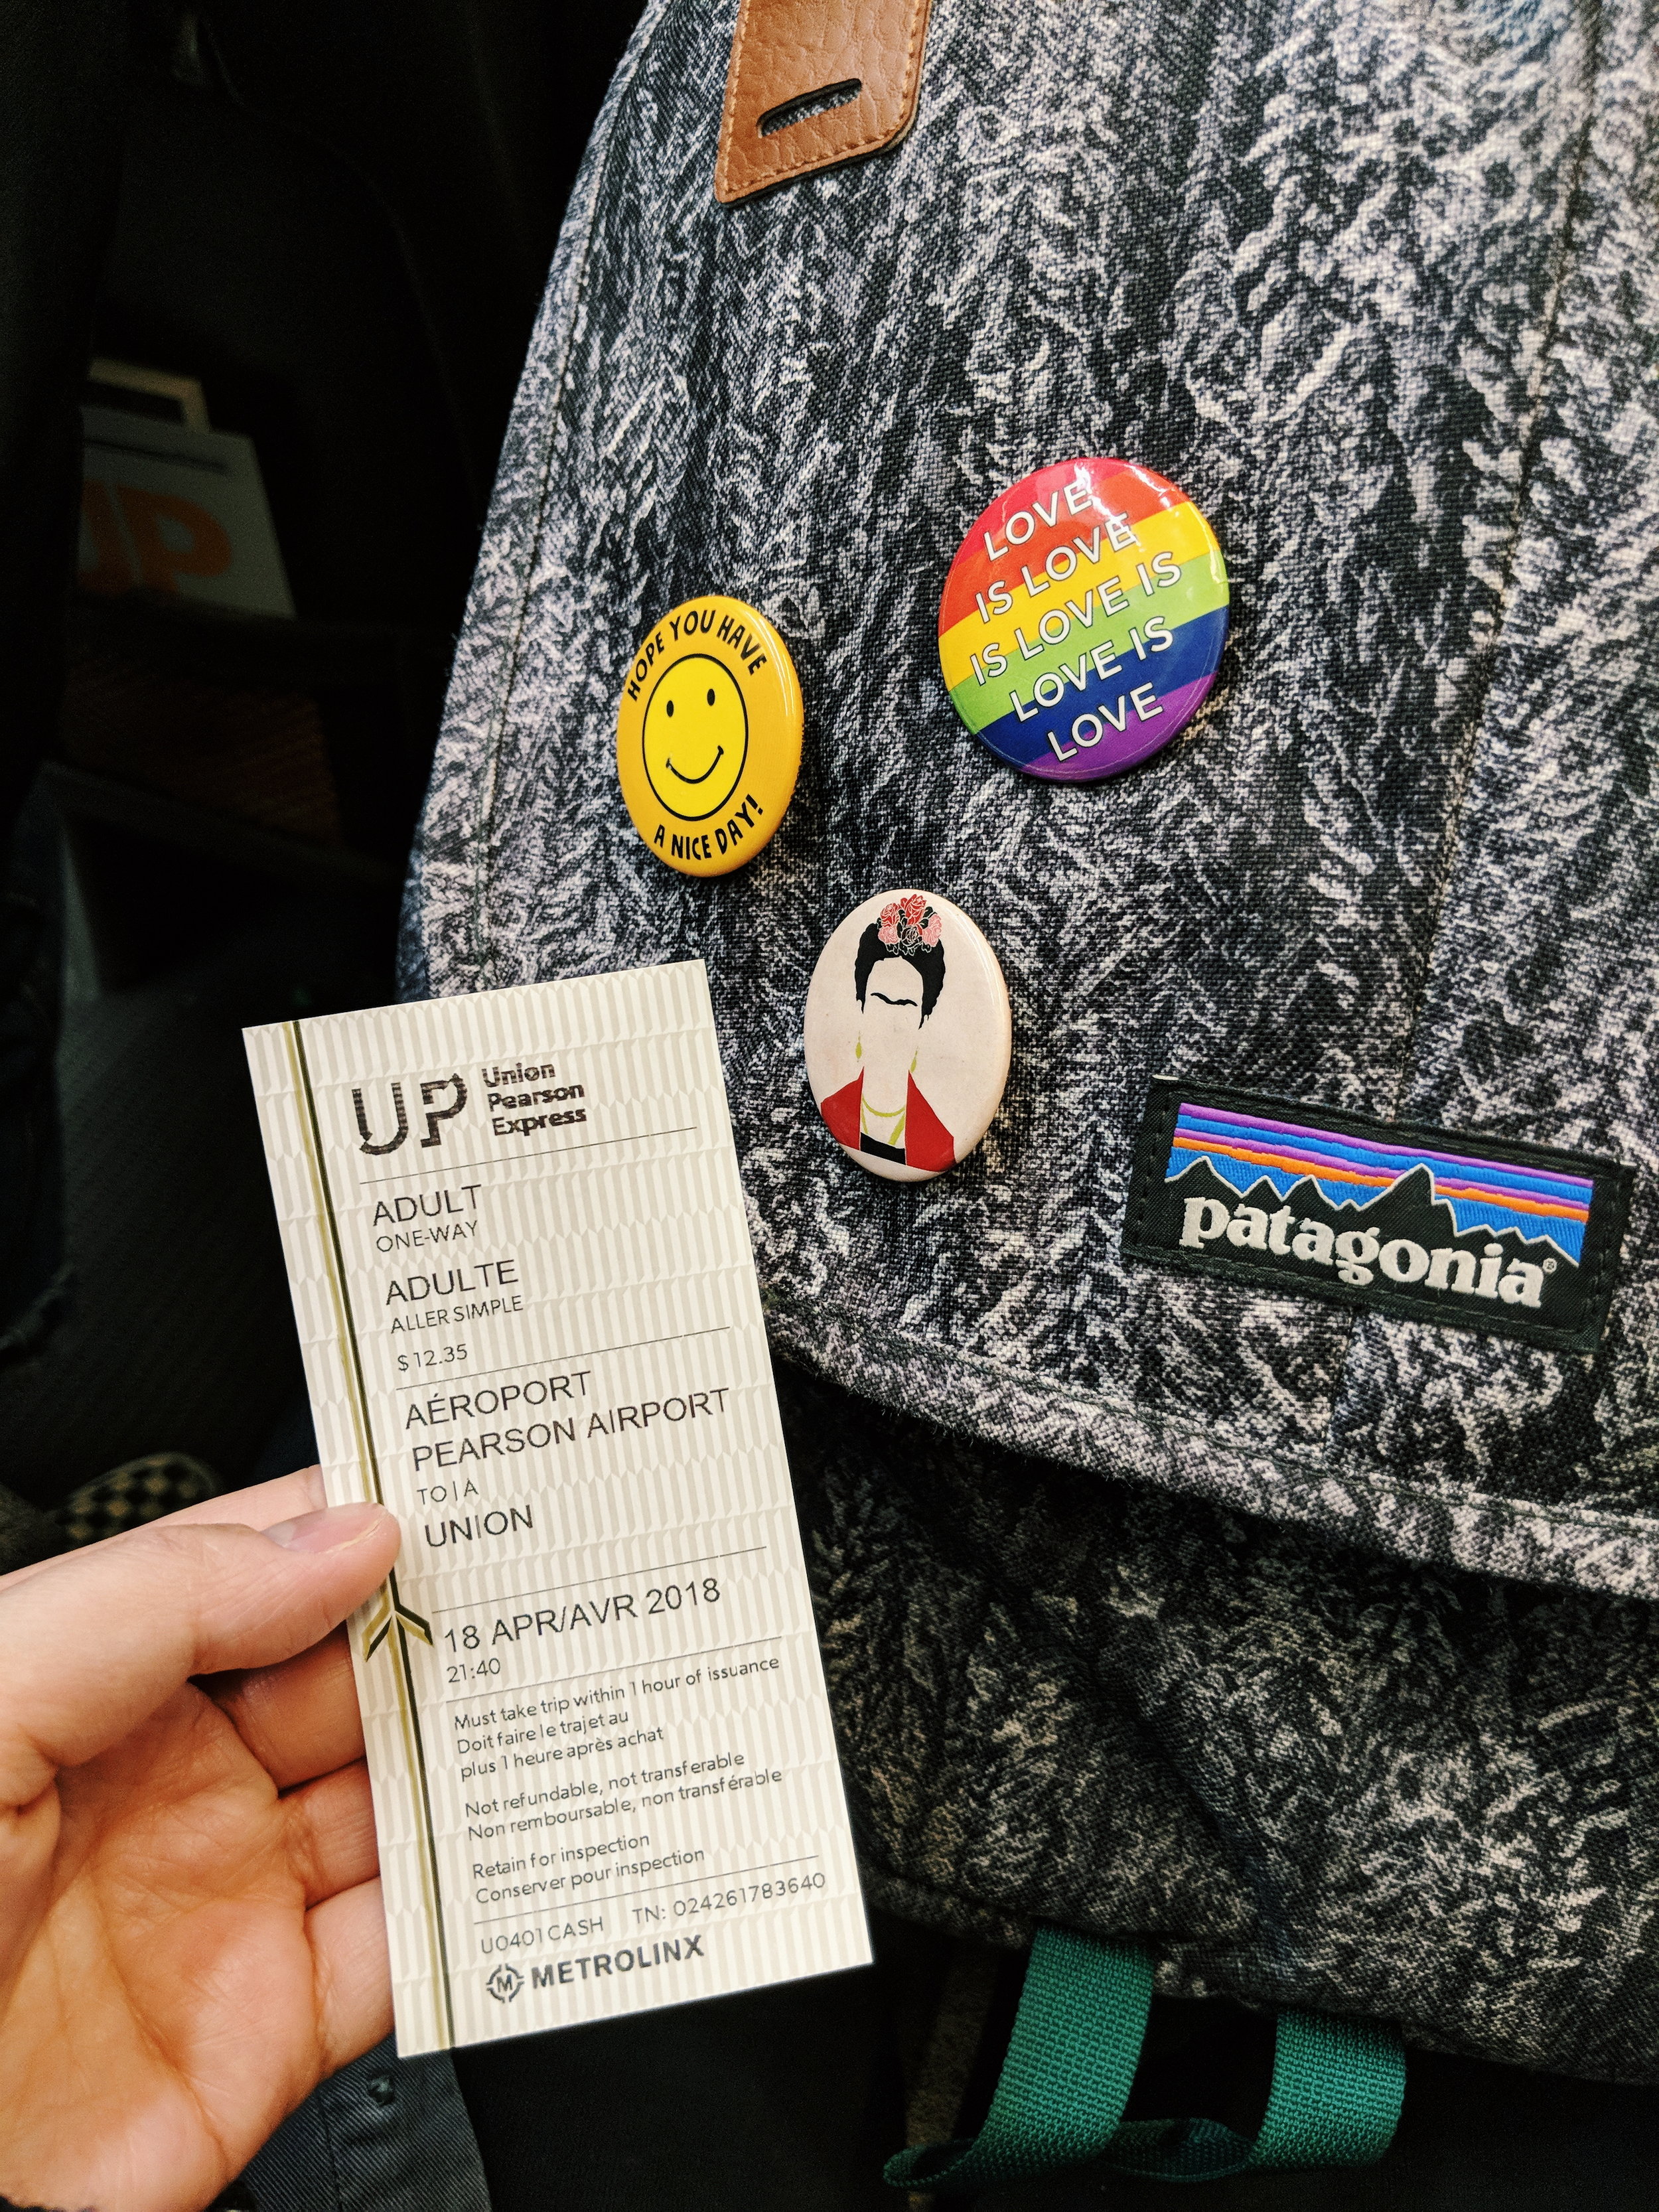 UP
LOVE
IS LOVE
IS LOVE IS
LOVE IS
LOVE
HOPE YOU HAVE
A NICE DAY!
patagonia®
UP Union
Pearson
Express
ADULT
ONE-WAY
ADULTE
ALLER SIMPLE
$12.35
AÉROPORT
PEARSON AIRPORT
TO|A
UNION
18 APR/AVR 2018
21:40
Must take trip within 1 hour of issuance
Doit faire le trajet au
plus 1 heure après achat
Not refundable, not transferable
Non remboursable, non transférable
Retain for inspection
Conserver pour inspection
U0401CASH TN: 024261783640
M METROLINX